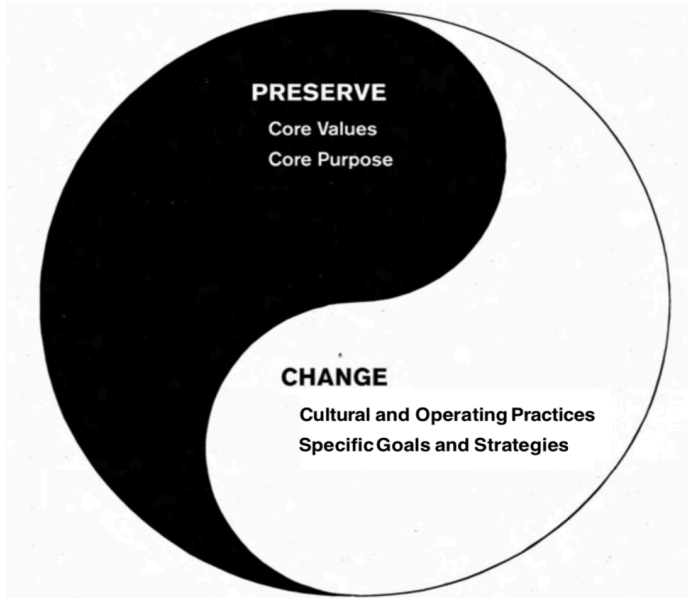 PRESERVE
Core Values
Core Purpose
CHANGE
Cultural and Operating Practices
Specific Goals and Strategies